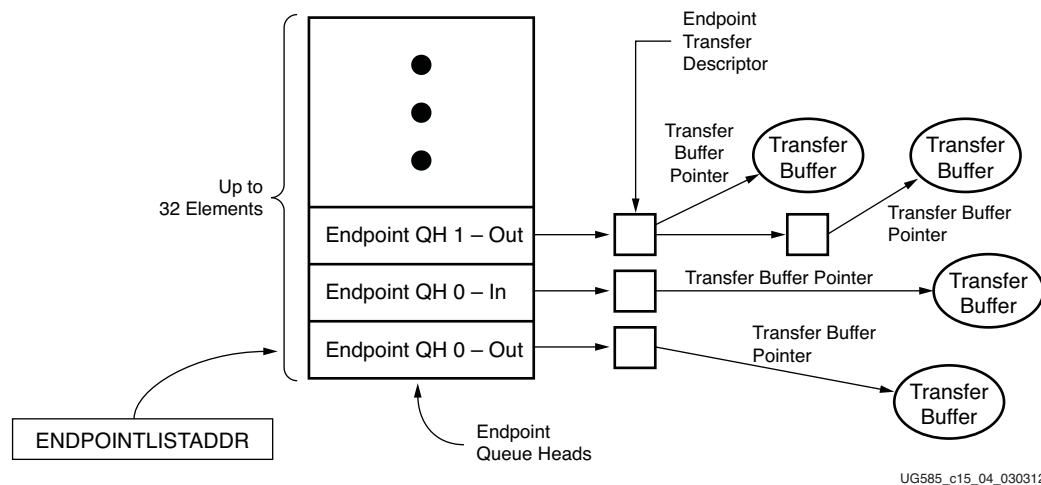 Endpoint
Transfer
Descriptor
Transfer
Buffer
Pointer
Transfer
Buffer
Transfer
Buffer
Up to
32 Elements
Transfer Buffer
Pointer
Endpoint QH 1 – Out
Endpoint QH 0 – In
Transfer Buffer Pointer
Transfer
Buffer
Endpoint QH 0 – Out
Transfer Buffer
Pointer
Transfer
Buffer
ENDPOINTLISTADDR
Endpoint
Queue Heads
UG585_c15_04_030312